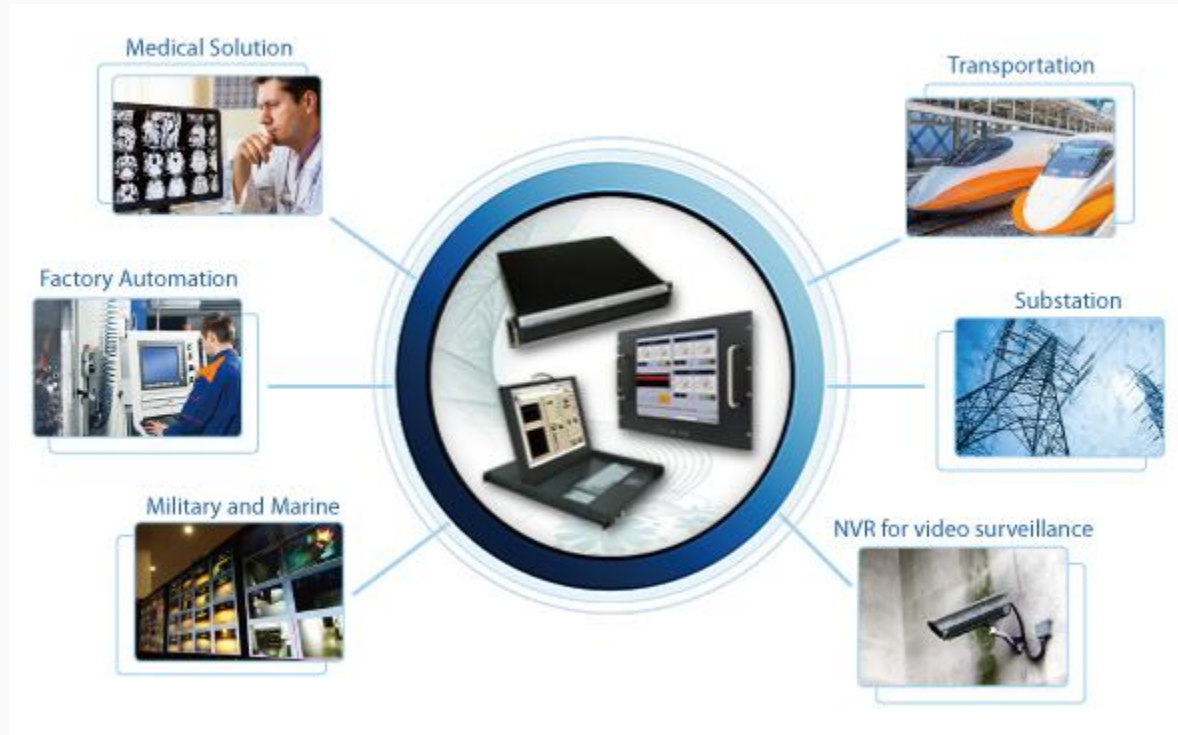 Medical Solution
Transportation
Factory Automation
Substation
Military and Marine
NVR for video surveillance